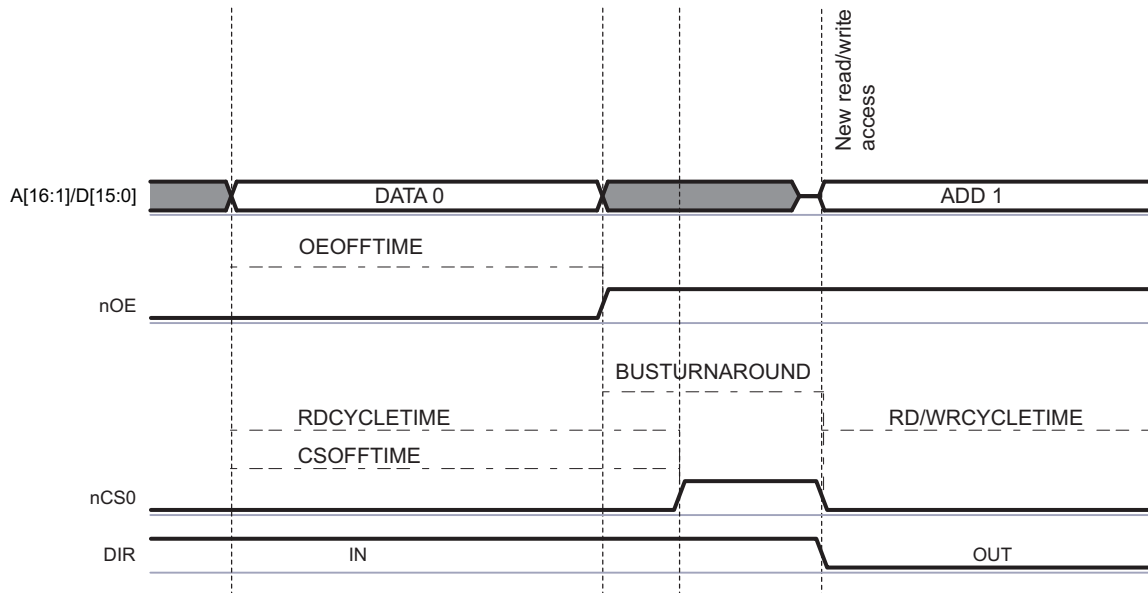 New read/write
access
A[16:1]/D[15:0]
DATA 0
ADD 1
OEOFFTIME
nOE
BUSTURNAROUND
RDCYCLETIME
RD/WRCYCLETIME
CSOFFTIME
nCS0
DIR
IN
OUT